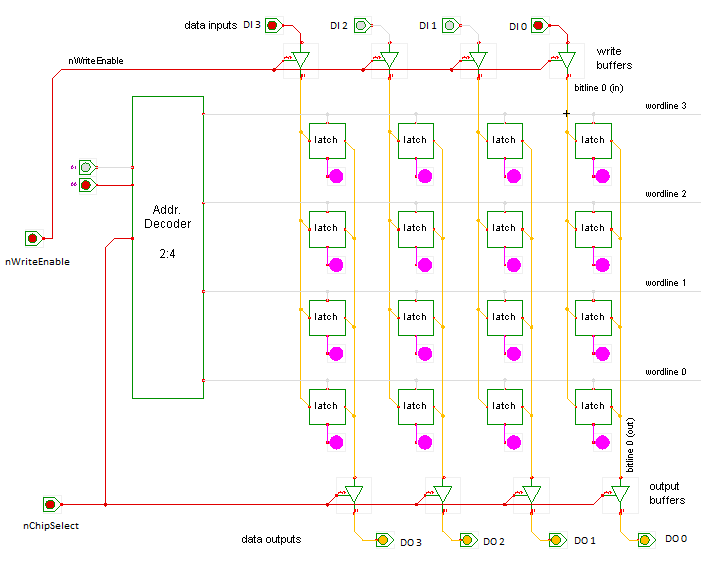 data inputs DI 3 DI 2 DI 1 DI 0
nWriteEnable
write
buffers
bitline 0 (in)
wordline 3
latch latch latch latch
Addr.
Decoder
2:4
wordline 2
latch latch latch latch
nWriteEnable
wordline 1
latch latch latch latch
wordline 0
latch latch latch latch
bitline 0 (out)
output
buffers
nChipSelect
data outputs DO 3 DO 2 DO 1 DO 0